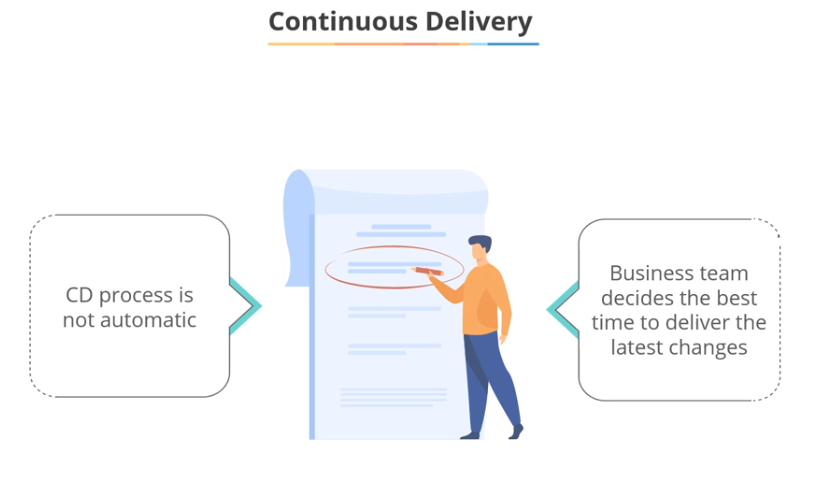 Continuous Delivery
CD process is
not automatic
Business team
decides the best
time to deliver the
latest changes